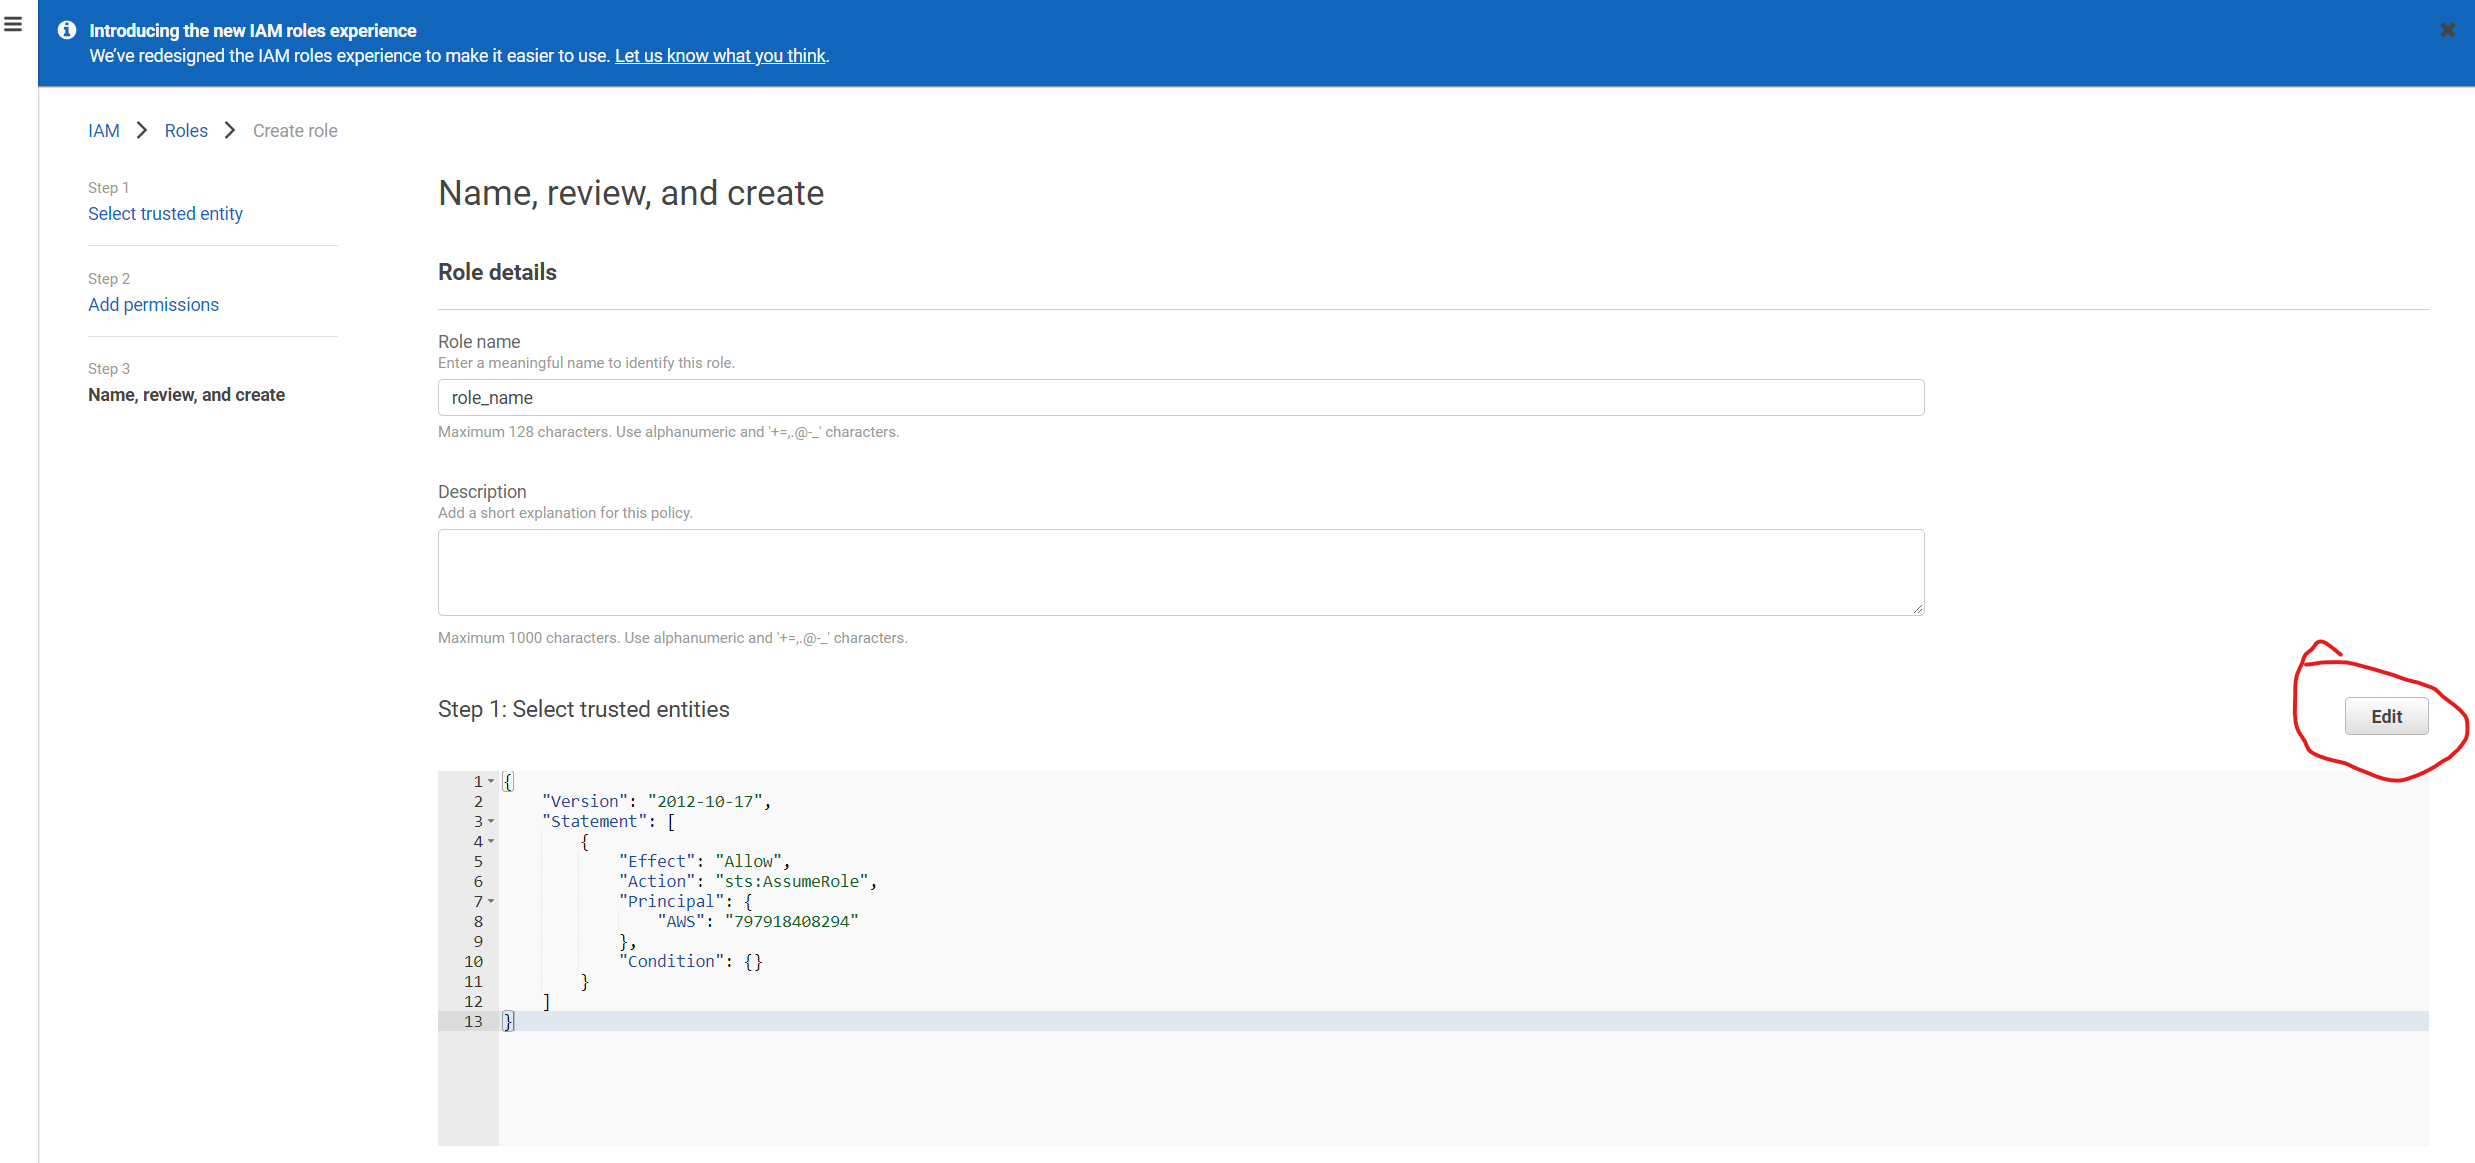 Introducing the new IAM roles experience
We’ve redesigned the IAM roles experience to make it easier to use. Let us know what you think.
IAM > Roles > Create role
Step 1
Select trusted entity
Step 2
Add permissions
Step 3
Name, review, and create
Name, review, and create
Role details
Role name
Enter a meaningful name to identify this role.
role_name
Maximum 128 characters. Use alphanumeric and '+=,.@-_' characters.
Description
Add a short explanation for this policy.
Maximum 1000 characters. Use alphanumeric and '+=,.@-_' characters.
Step 1: Select trusted entities
Edit
1 {
2     "Version": "2012-10-17",
3     "Statement": [
4         {
5             "Effect": "Allow",
6             "Action": "sts:AssumeRole",
7             "Principal": {
8                 "AWS": "797918408294"
9             },
10             "Condition": {}
11         }
12     ]
13 }